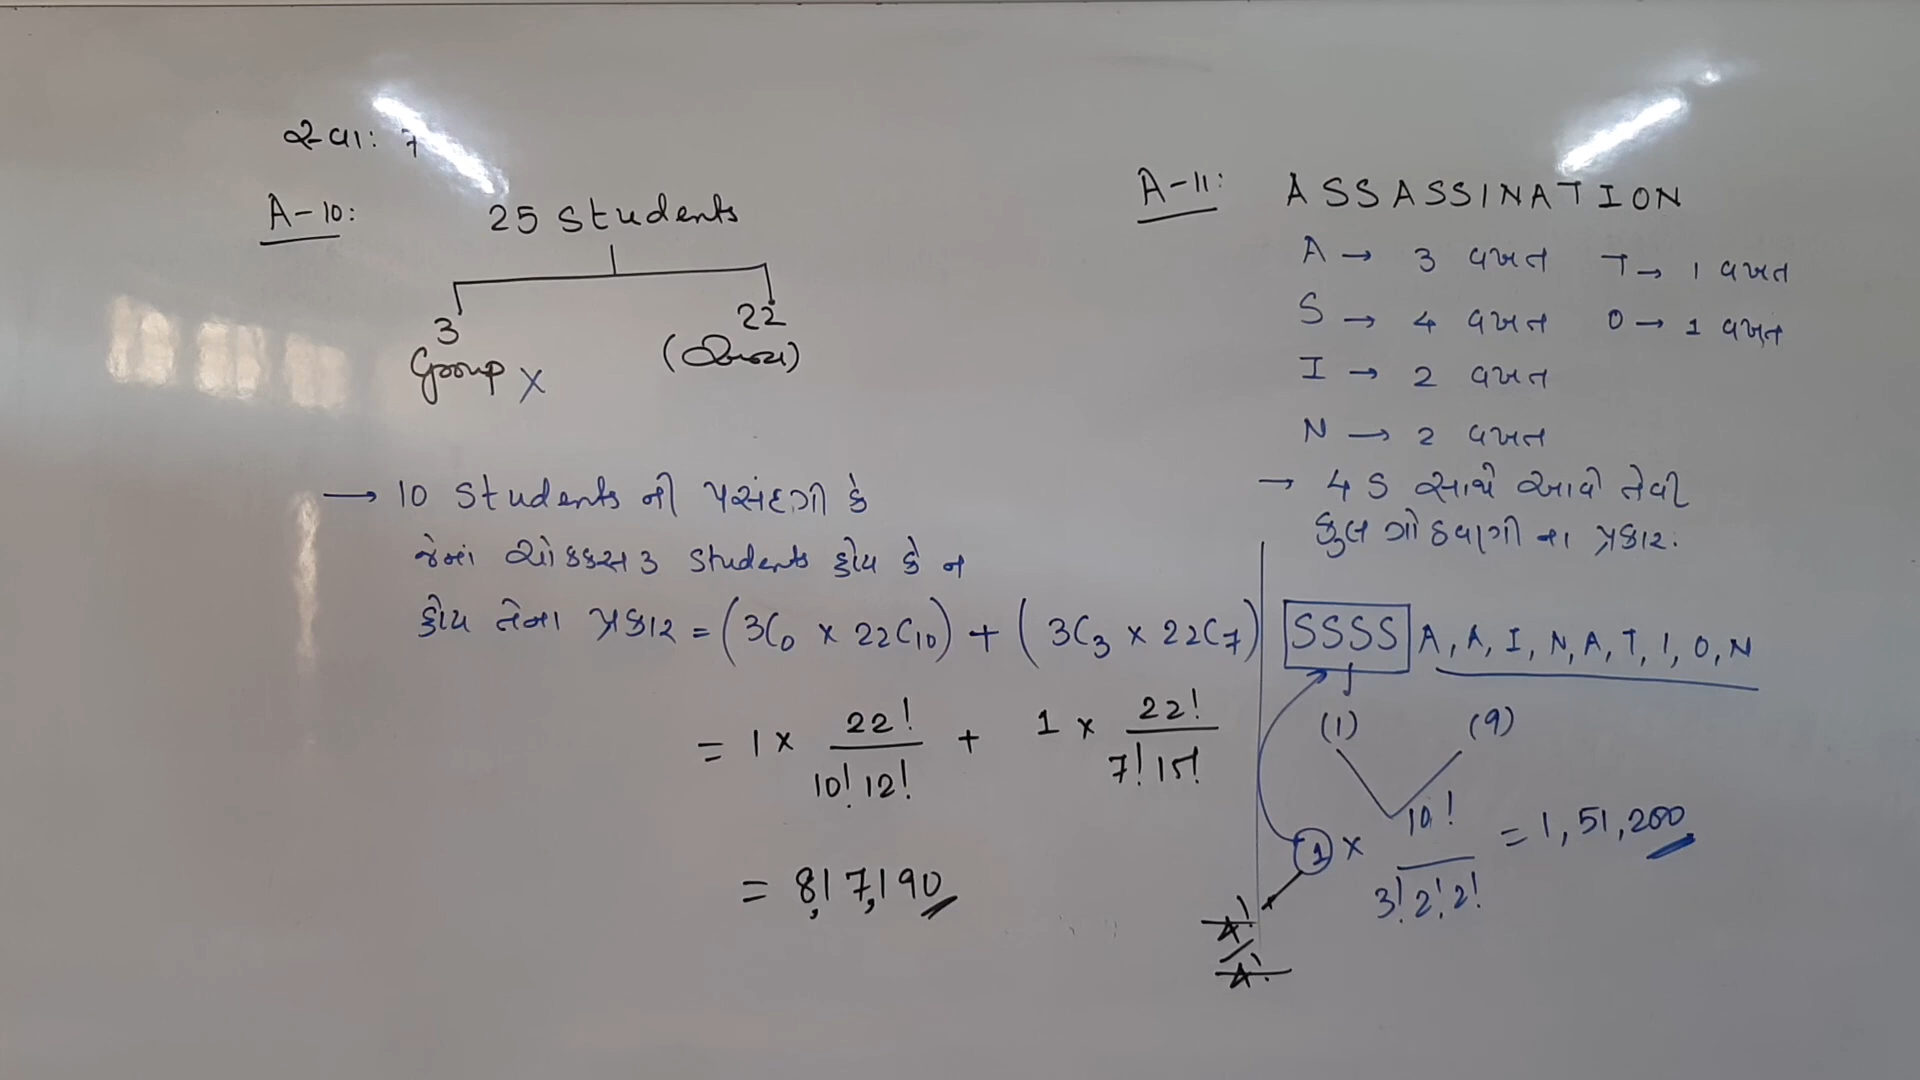 સ્વા: 7
A-10:
25 Students
3
22
Group X
(અન્ય)
→ 10 Students ની પસંદગી કે
જેમાં ચોક્કસ 3 Students હોય કે ન
હોય તેના પ્રકાર = (3C₀ × 22C₁₀) + (3C₃ × 22C₇)
= 1 × 22! / 10! 12! + 1 × 22! / 7! 15!
= 8,17,190
A-11: ASSASSINATION
A → 3 વખત T → 1 વખત
S → 4 વખત O → 1 વખત
I → 2 વખત
N → 2 વખત
→ 4 S સાથે આવે તેવી
કુલ ગોઠવણી ના પ્રકાર.
SSSS A, A, I, N, A, T, I, O, N
(1) (9)
1 × 10! / 3! 2! 2! = 1,51,200